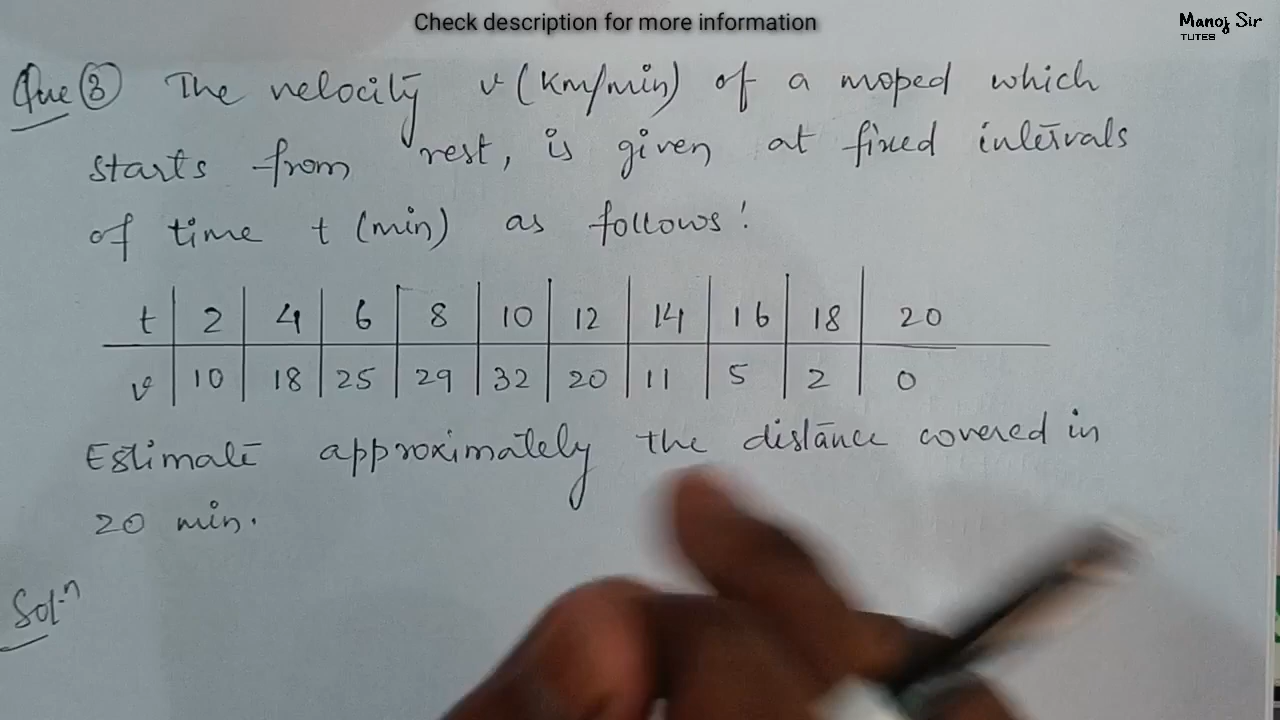 Check description for more information
Manoj Sir
TUTES
Que ③ The velocity v (km/min) of a moped which
starts from rest, is given at fixed intervals
of time t (min) as follows:
t 2 4 6 8 10 12 14 16 18 20
v 10 18 25 29 32 20 11 5 2 0
Estimate approximately the distance covered in
20 min.
Sol.n